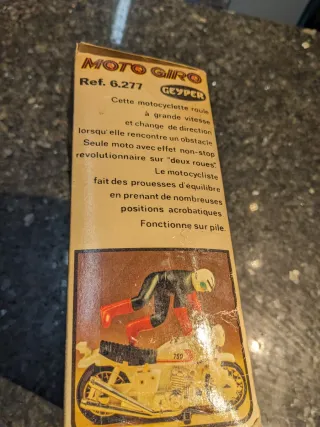 MOTO GIRO
Ref. 6.277
GEYPER
Cette motocyclette roule
à grande vitesse
et change de direction
lorsqu'elle rencontre un obstacle
Seule moto avec effet non-stop
revolutionnaire sur "deux roues"
Le motocycliste
fait des prouesses d'équilibre
en prenant de nombreuses
positions acrobatiques
Fonctionne sur pile.
750